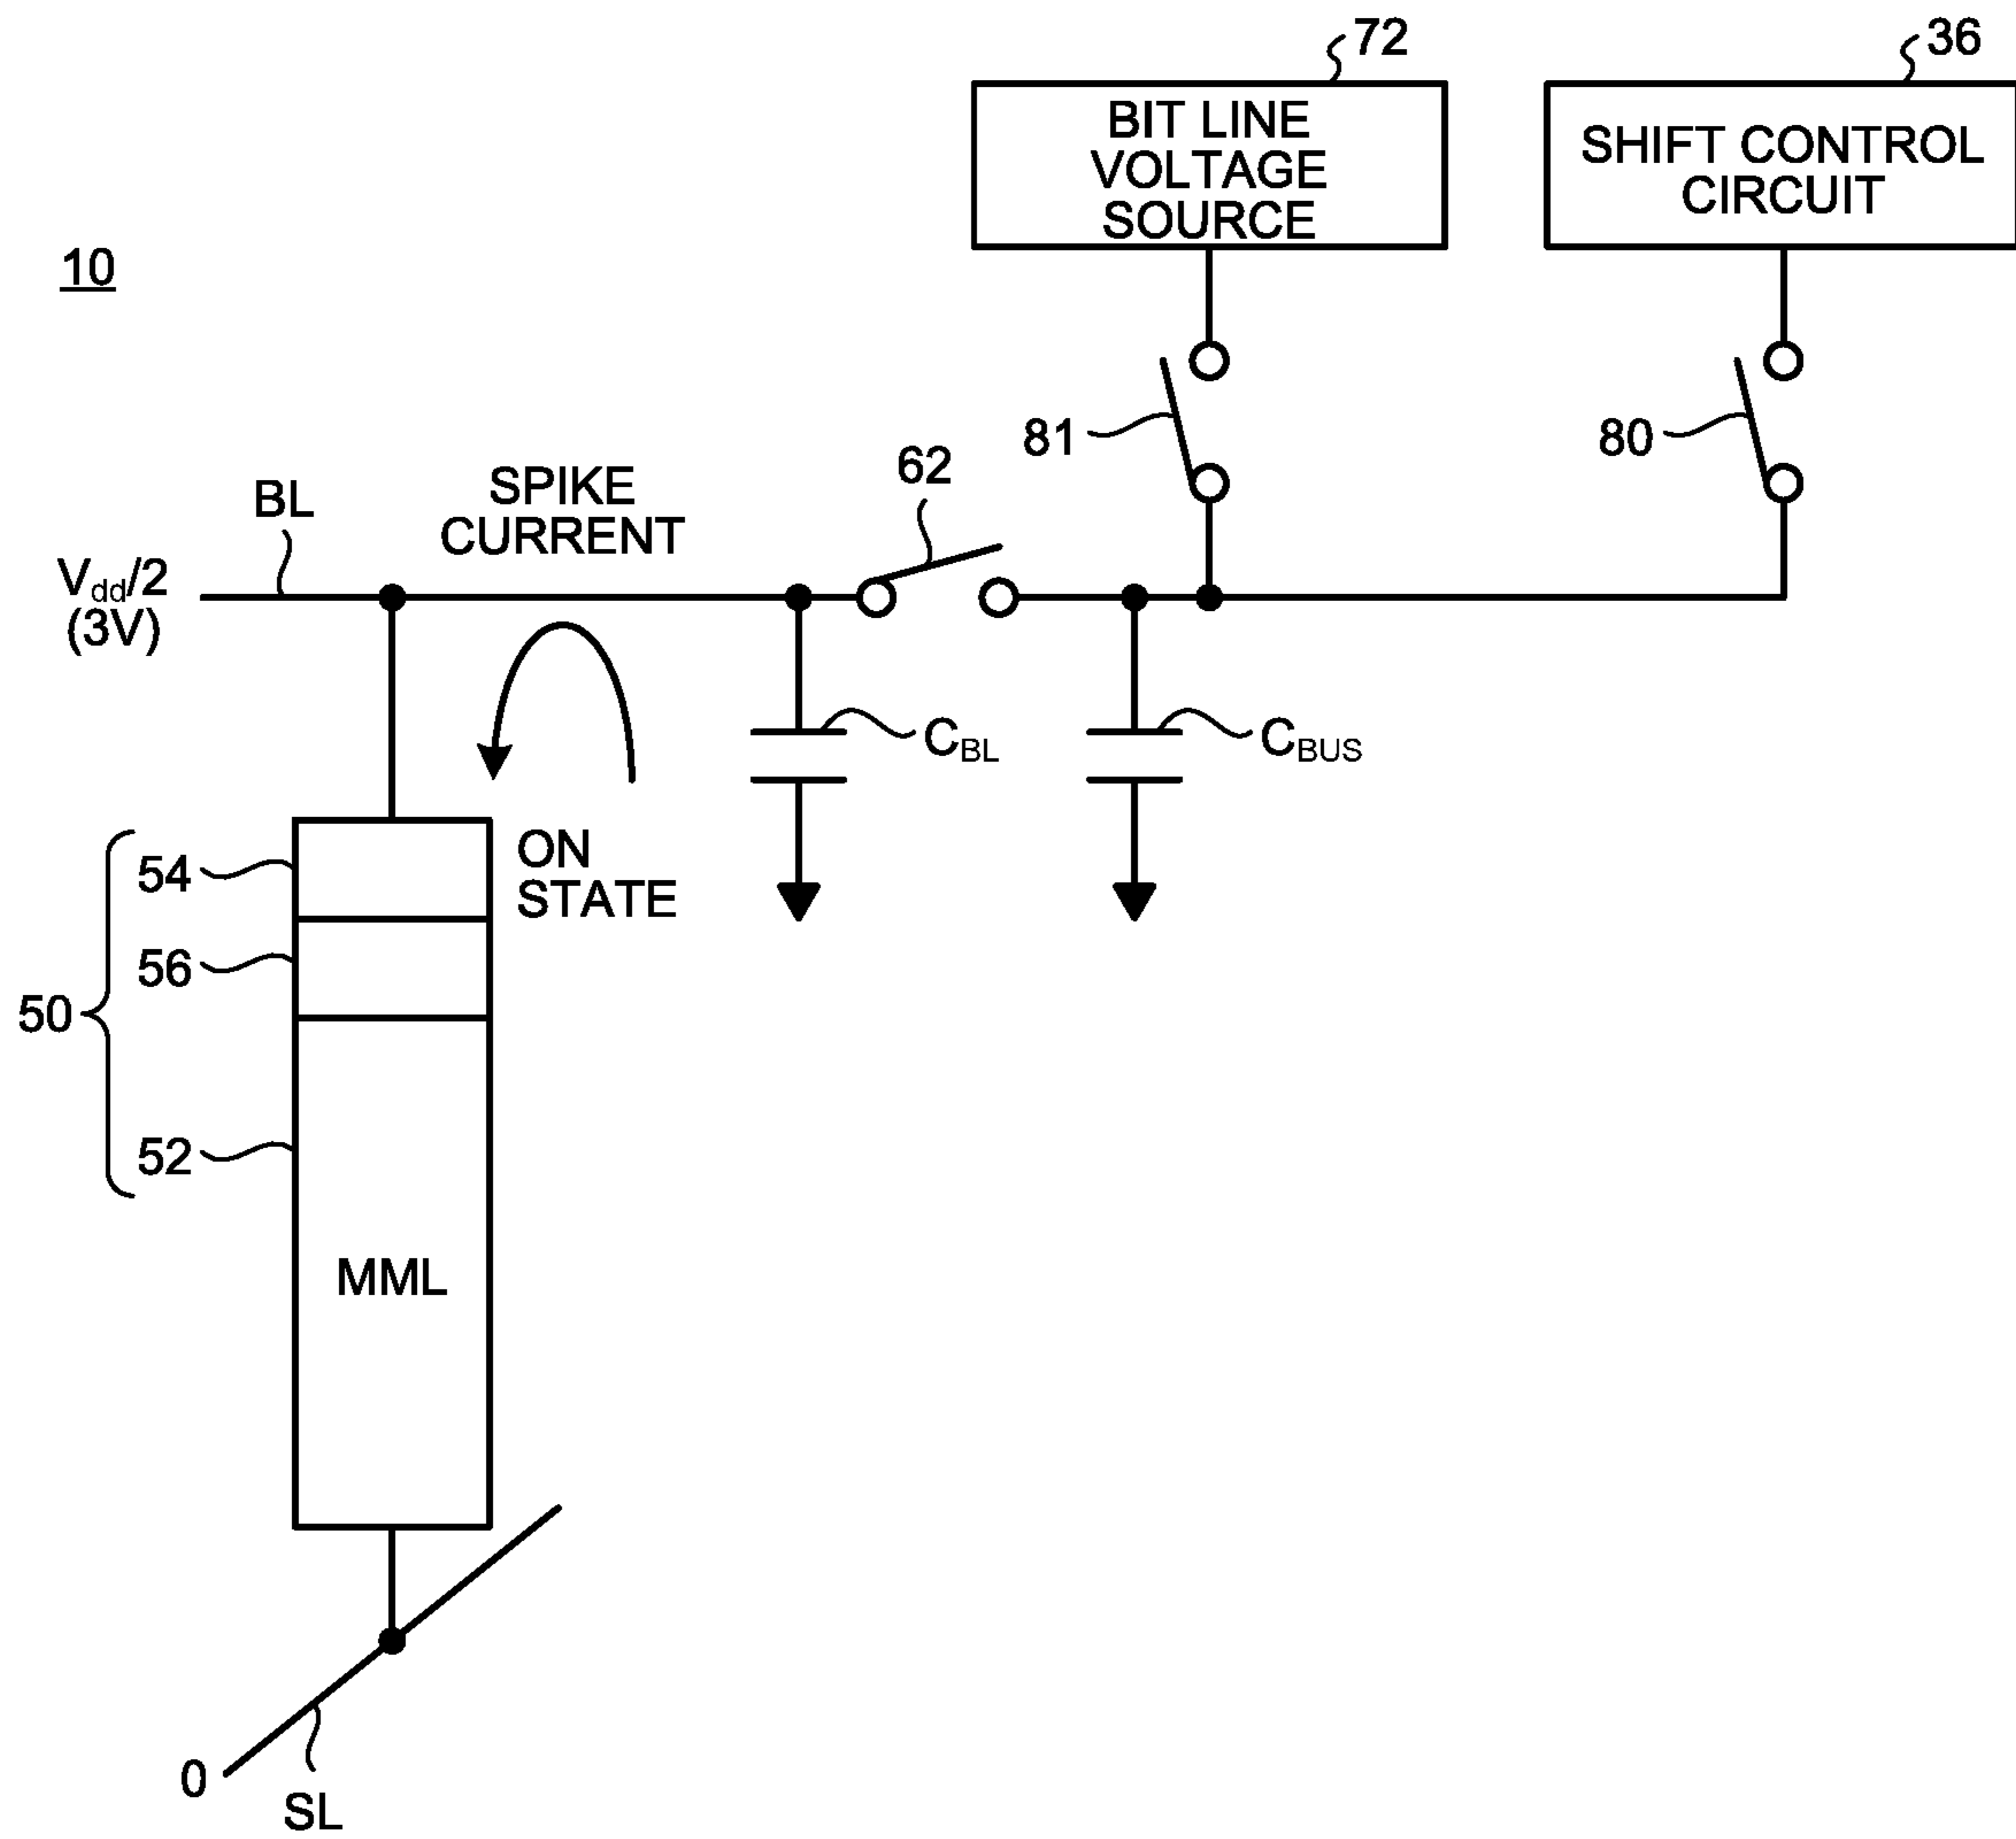 72
36
BIT LINE
VOLTAGE
SOURCE
SHIFT CONTROL
CIRCUIT
10
81
80
62
SPIKE
CURRENT
BL
Vdd/2
(3V)
CBL
CBUS
ON
STATE
54
56
50
52
MML
0
SL